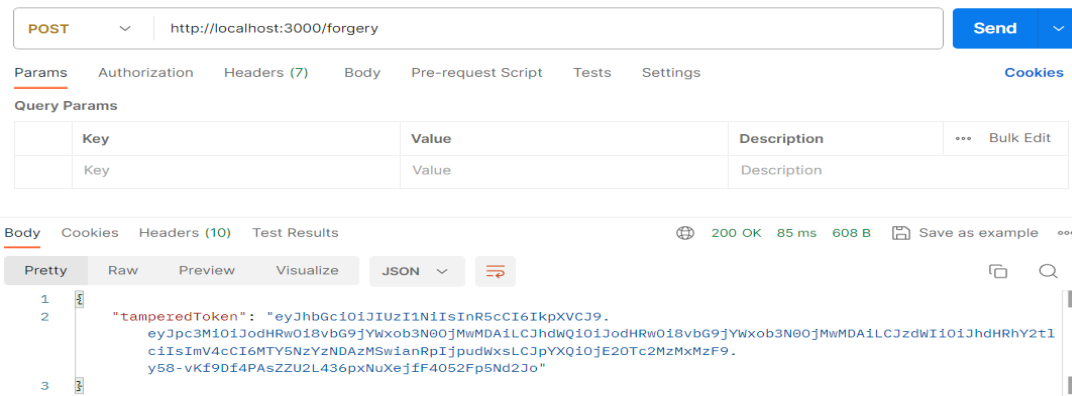 POST http://localhost:3000/forgery Send
Params Authorization Headers (7) Body Pre-request Script Tests Settings Cookies
Query Params
Key Value Description ooo Bulk Edit
Key Value Description
Body Cookies Headers (10) Test Results 200 OK 85 ms 608 B Save as example ooo
Pretty Raw Preview Visualize JSON
1 {
2 "tamperedToken": "eyJhbGciOiJIUzI1NiIsInR5cCI6IkpXVCJ9.
eyJpc3MiOiJodHRwOi8vbG9jYWxob3N0OjMwMDAiLCJhdWQiOiJodHRwOi8vbG9jYWxob3N0OjMwMDAiLCJzdWIiOiJhdHRhY2tl
ciIsImV4cCI6MTY5NzYzNDAzMSwianRpIjpudWxsLCJpYXQiOjE2OTc2MzMxMzF9.
y58-vKf9Df4PAsZZU2L436pxNuXejfF4O52Fp5Nd2Jo"
3 }